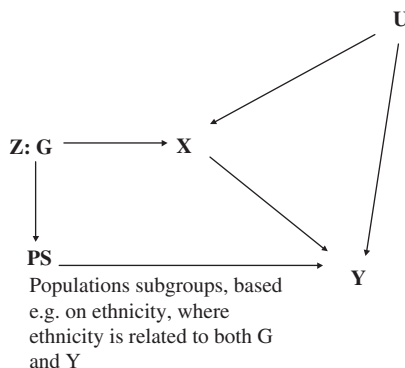 U
Z: G
X
PS
Y
Populations subgroups, based
e.g. on ethnicity, where
ethnicity is related to both G
and Y